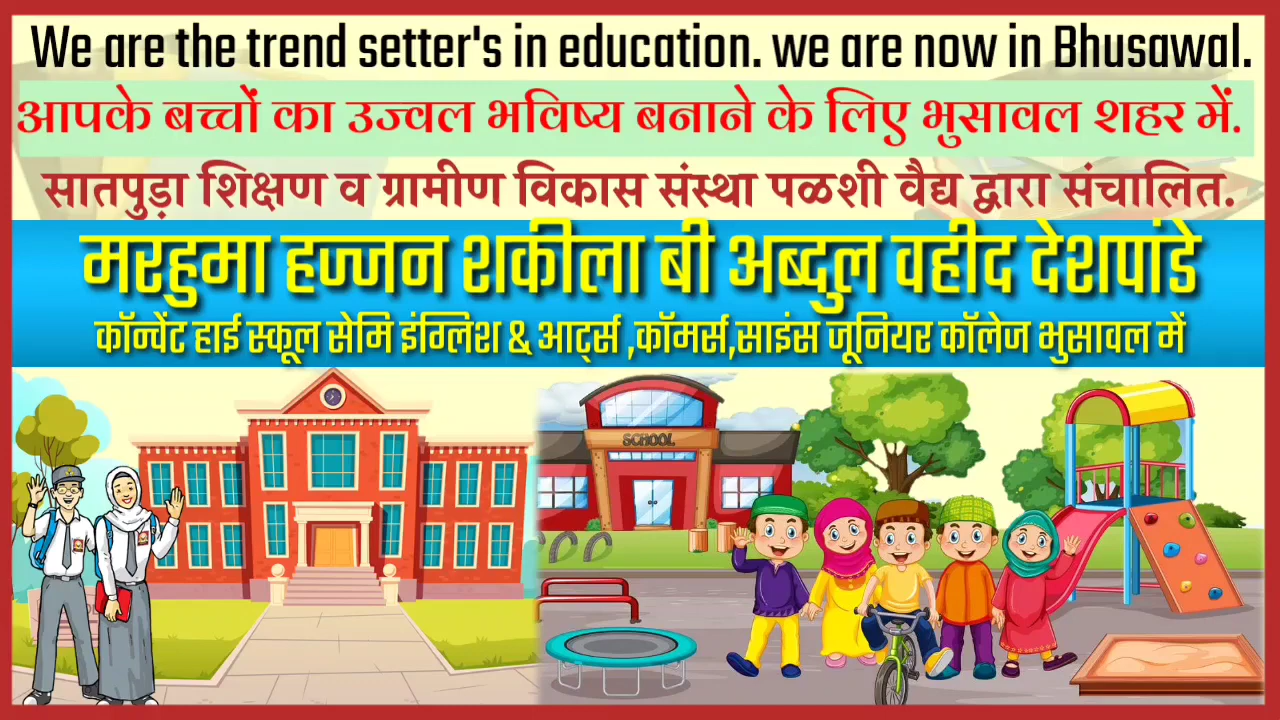 We are the trend setter's in education. we are now in Bhusawal.
आपके बच्चों का उज्वल भविष्य बनाने के लिए भुसावल शहर में.
सातपुड़ा शिक्षण व ग्रामीण विकास संस्था पळशी वैद्य द्वारा संचालित.
मरहुमा हज्जन शकीला बी अब्दुल वहीद देशपांडे
कॉन्वेंट हाई स्कूल सेमि इंग्लिश & आर्ट्स ,कॉमर्स,साइंस जूनियर कॉलेज भुसावल में
SCHOOL